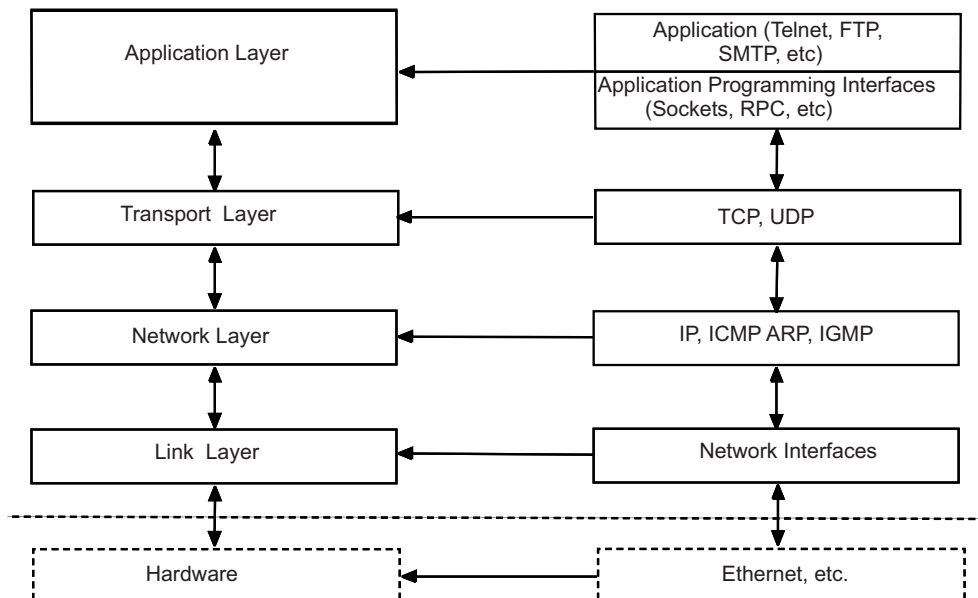 Application Layer
Application (Telnet, FTP,
SMTP, etc)
Application Programming Interfaces
(Sockets, RPC, etc)
Transport Layer
TCP, UDP
Network Layer
IP, ICMP ARP, IGMP
Link Layer
Network Interfaces
Hardware
Ethernet, etc.